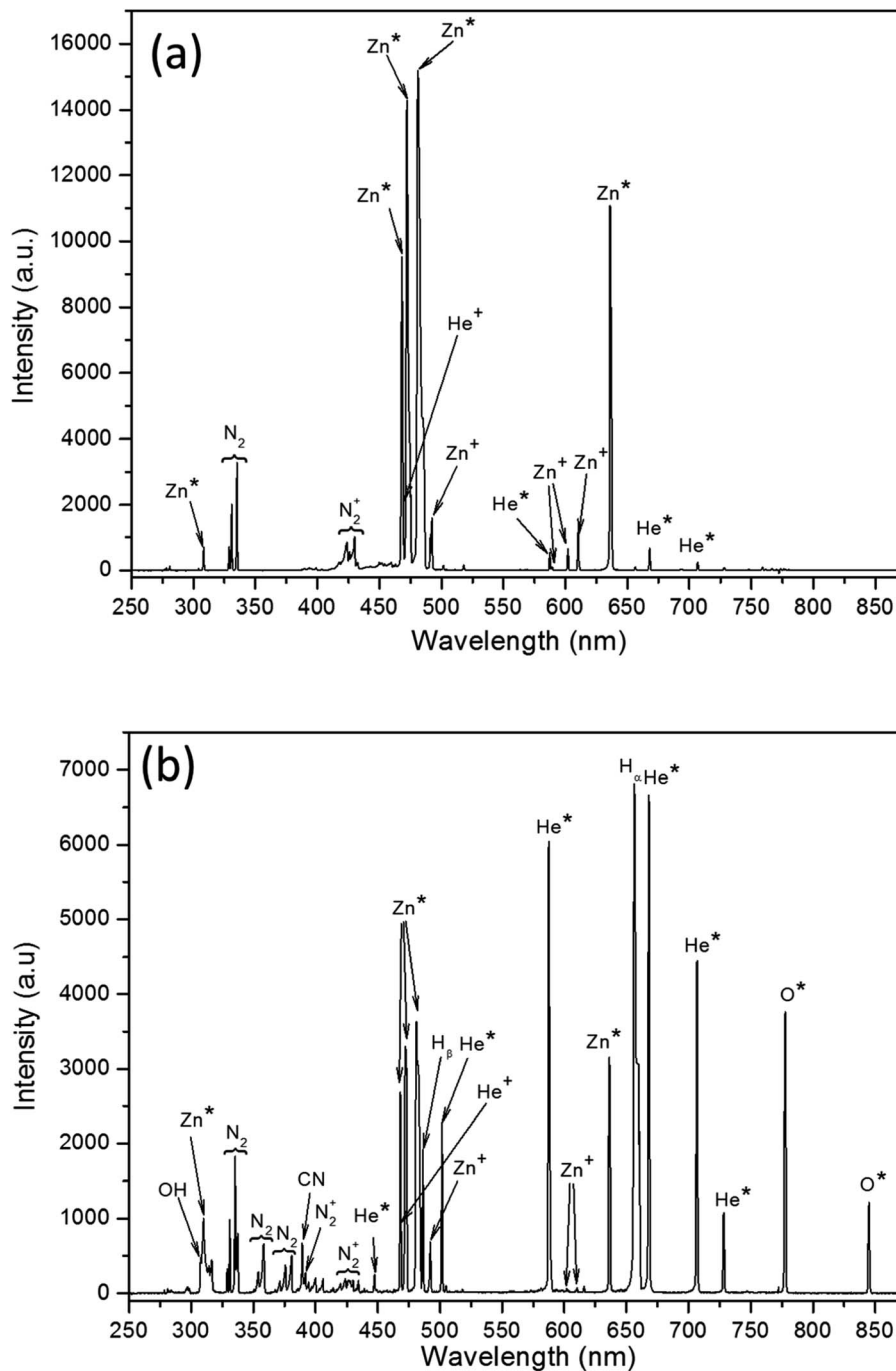 (a)
Zn*
Zn*
Zn*
Zn*
He⁺
N₂
Zn*
N₂⁺
Zn⁺
He*
Zn⁺
Zn⁺
He*
He*
Intensity (a.u.)
16000
14000
12000
10000
8000
6000
4000
2000
0
250 300 350 400 450 500 550 600 650 700 750 800 850
Wavelength (nm)
(b)
HαHe*
He*
Zn*
He*
O*
Hβ He*
He⁺
Zn*
Zn*
N₂
OH
N₂
N₂
CN
N₂⁺
N₂⁺
He*
Zn⁺
Zn⁺
He*
O*
Intensity (a.u)
7000
6000
5000
4000
3000
2000
1000
0
250 300 350 400 450 500 550 600 650 700 750 800 850
Wavelength (nm)